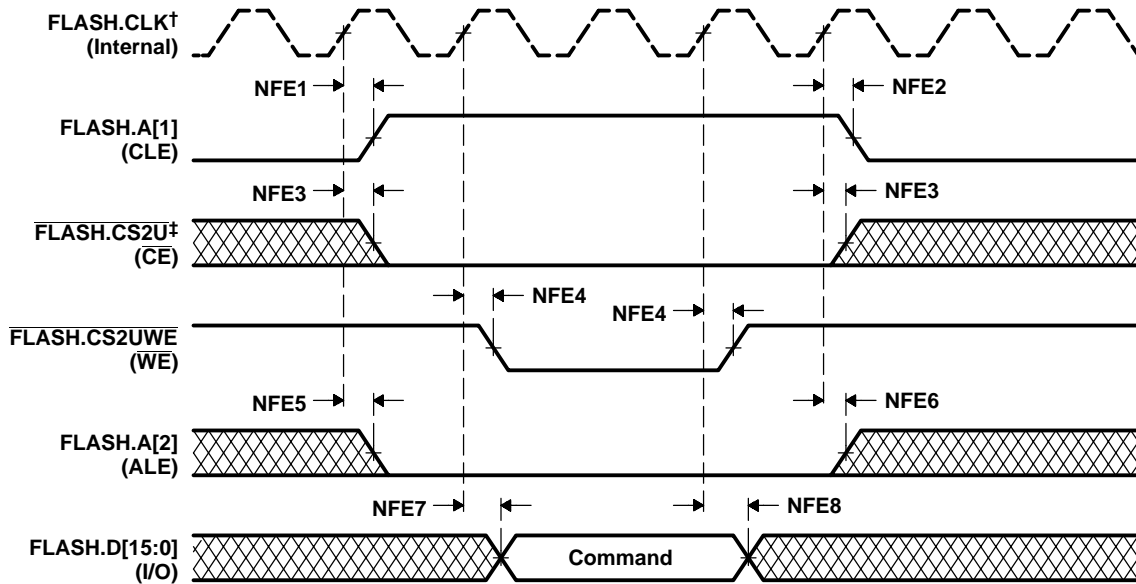 FLASH.CLK†
(Internal)
NFE1
NFE2
FLASH.A[1]
(CLE)
NFE3
NFE3
FLASH.CS2U‡
(CE)
NFE4
NFE4
FLASH.CS2UWE
(WE)
NFE5
NFE6
FLASH.A[2]
(ALE)
NFE7
NFE8
FLASH.D[15:0]
(I/O)
Command